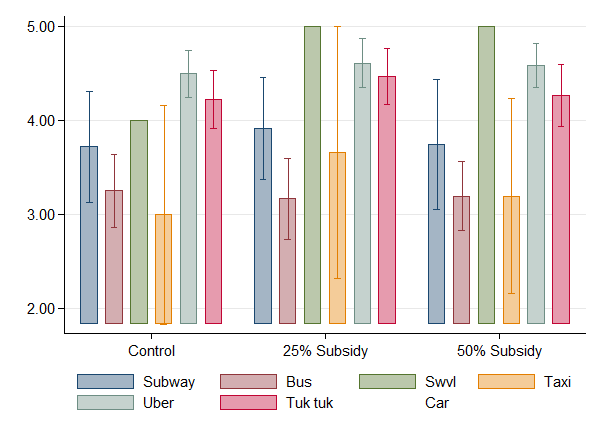 5.00
4.00
3.00
2.00
Control 25% Subsidy 50% Subsidy
Subway Bus Swvl Taxi
Uber Tuk tuk Car